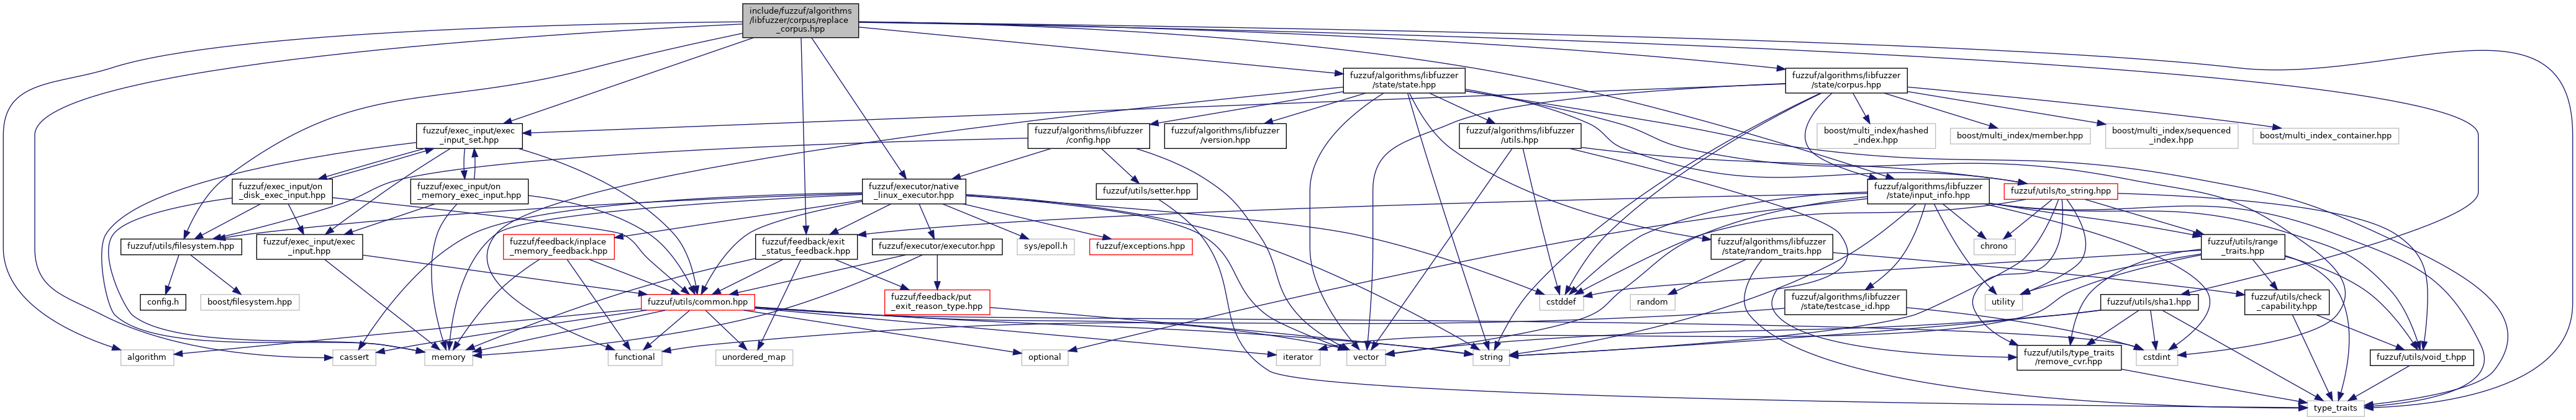 include/fuzzuf/algorithms
/libfuzzer/corpus/replace
_corpus.hpp
fuzzuf/algorithms/libfuzzer
/state/state.hpp
fuzzuf/algorithms/libfuzzer
/state/corpus.hpp
fuzzuf/exec_input/exec
_input_set.hpp
fuzzuf/algorithms/libfuzzer
/config.hpp
fuzzuf/algorithms/libfuzzer
/version.hpp
fuzzuf/algorithms/libfuzzer
/utils.hpp
boost/multi_index/hashed
_index.hpp
boost/multi_index/member.hpp
boost/multi_index/sequenced
_index.hpp
boost/multi_index_container.hpp
fuzzuf/exec_input/on
_disk_exec_input.hpp
fuzzuf/exec_input/on
_memory_exec_input.hpp
fuzzuf/executor/native
_linux_executor.hpp
fuzzuf/utils/setter.hpp
fuzzuf/algorithms/libfuzzer
/state/input_info.hpp
fuzzuf/utils/to_string.hpp
fuzzuf/utils/filesystem.hpp
fuzzuf/exec_input/exec
_input.hpp
fuzzuf/feedback/inplace
_memory_feedback.hpp
fuzzuf/feedback/exit
_status_feedback.hpp
fuzzuf/executor/executor.hpp
sys/epoll.h
fuzzuf/exceptions.hpp
fuzzuf/algorithms/libfuzzer
/state/random_traits.hpp
chrono
fuzzuf/utils/range
_traits.hpp
config.h
boost/filesystem.hpp
fuzzuf/utils/common.hpp
fuzzuf/feedback/put
_exit_reason_type.hpp
cstddef
random
fuzzuf/algorithms/libfuzzer
/state/testcase_id.hpp
utility
fuzzuf/utils/sha1.hpp
fuzzuf/utils/check
_capability.hpp
algorithm
cassert
memory
functional
unordered_map
optional
iterator
vector
string
fuzzuf/utils/type_traits
/remove_cvr.hpp
cstdint
fuzzuf/utils/void_t.hpp
type_traits